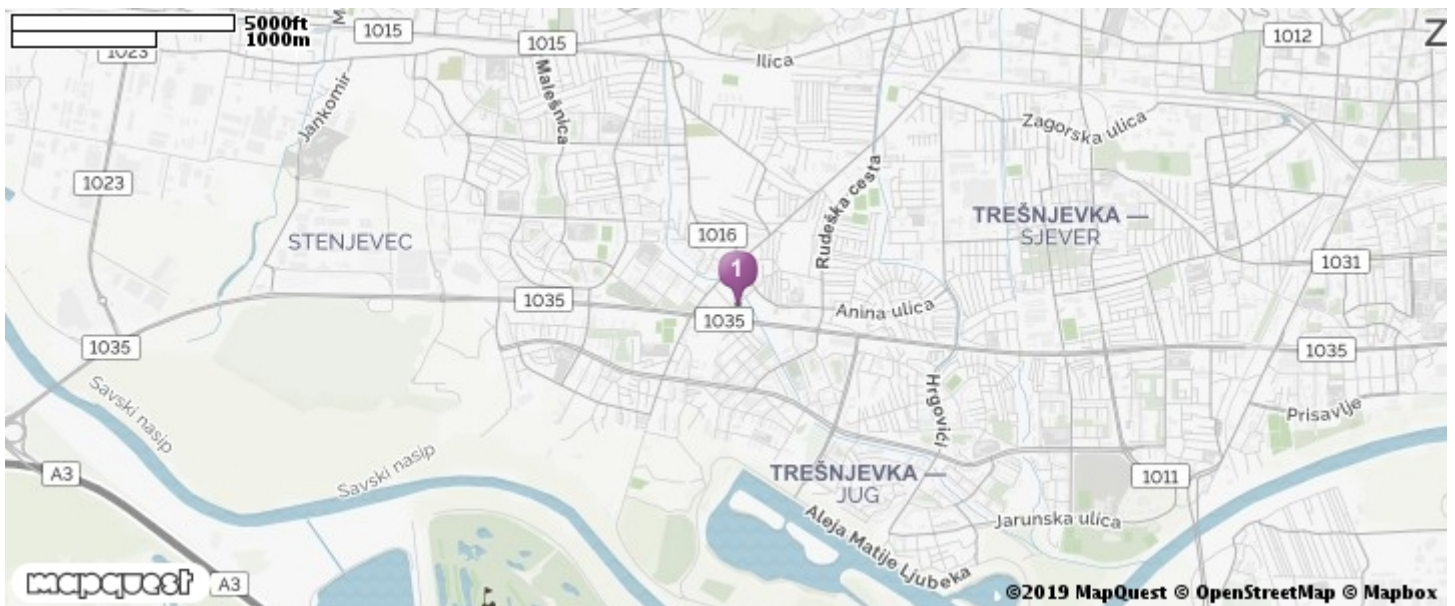 5000ft
1000m
1023
1015
1015
Ilica
1012
Z
Jankomir
Malešnica
Zagorska ulica
1023
Rudeška cesta
TREŠNJEVKA —
SJEVER
STENJEVEC
1016
1
1031
1035
1035
Anina ulica
1035
1035
Savski nasip
Hrgovići
Prisavlje
A3
Savski nasip
TREŠNJEVKA —
JUG
1011
Aleja Matije Ljubeka
Jarunska ulica
mapquest
A3
©2019 MapQuest © OpenStreetMap © Mapbox